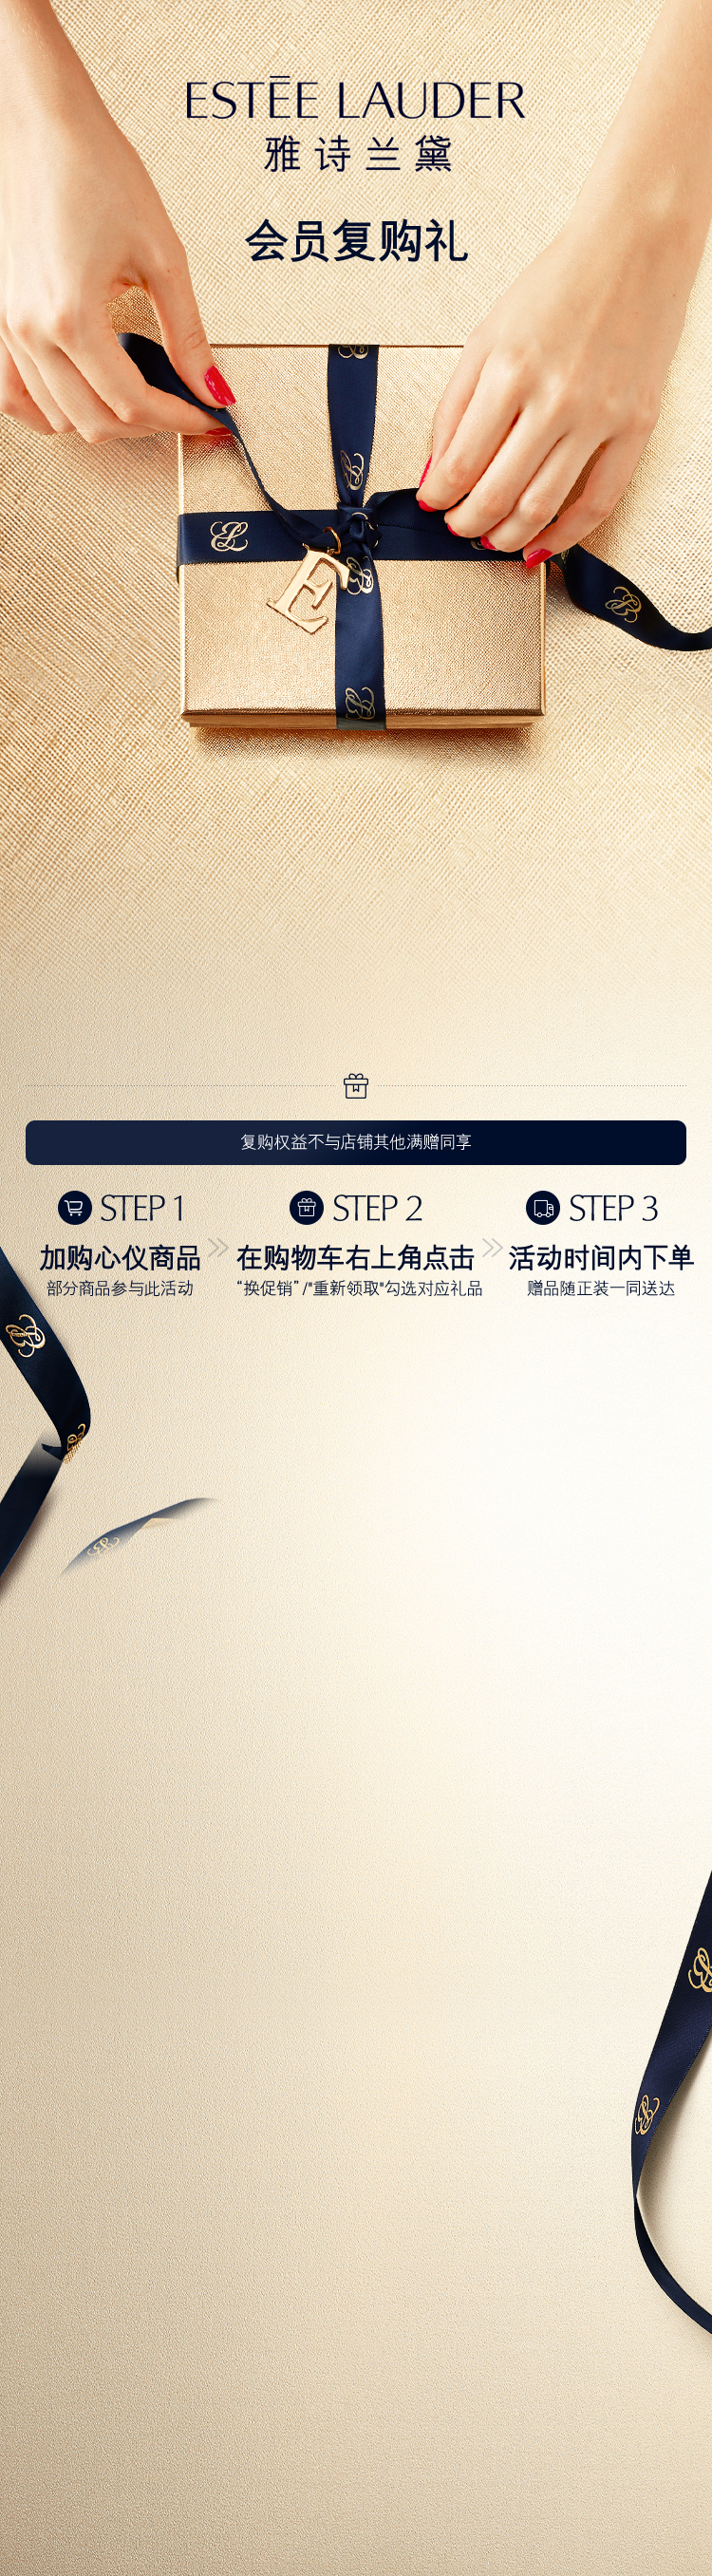 ESTĒE LAUDER
雅诗兰黛
会员复购礼
E
复购权益不与店铺其他满赠同享
STEP 1
加购心仪商品
部分商品参与此活动
STEP 2
在购物车右上角点击
“换促销” /"重新领取"勾选对应礼品
STEP 3
活动时间内下单
赠品随正装一同送达